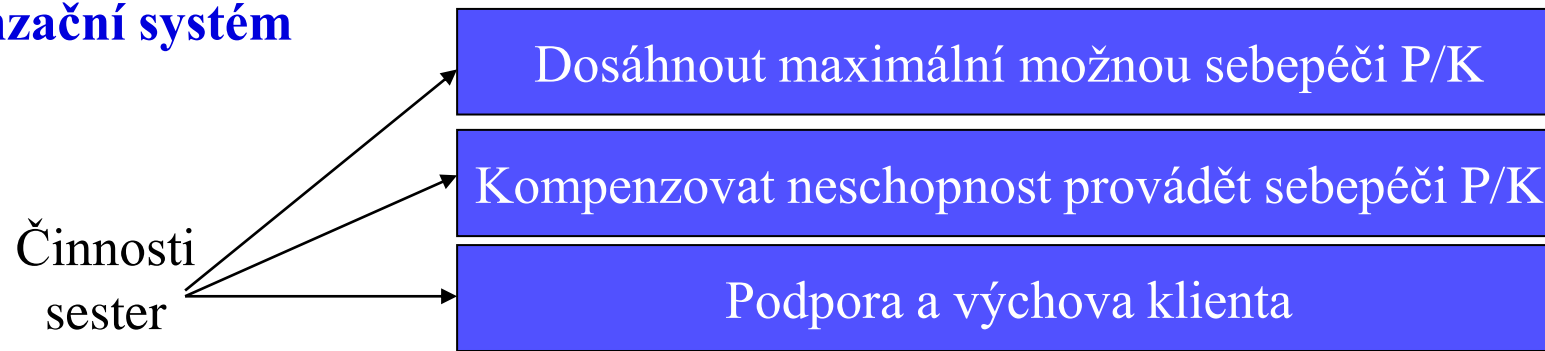 nzační systém
Dosáhnout maximální možnou sebepéči P/K
Kompenzovat neschopnost provádět sebepéči P/K
Činnosti
sester
Podpora a výchova klienta